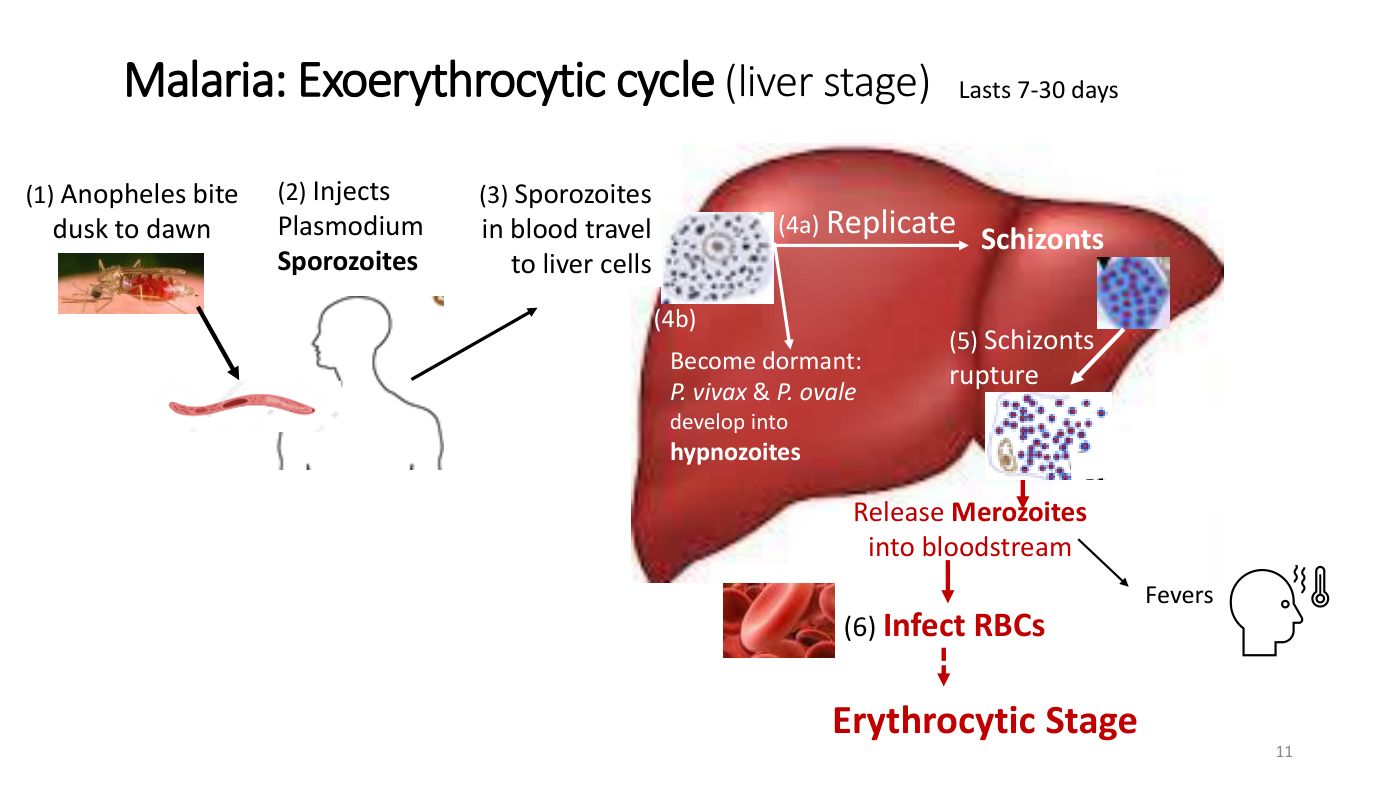 Malaria: Exoerythrocytic cycle (liver stage) Lasts 7-30 days
(1) Anopheles bite
dusk to dawn
(2) Injects
Plasmodium
Sporozoites
(3) Sporozoites
in blood travel
to liver cells
(4a) Replicate
Schizonts
(4b)
Become dormant:
P. vivax & P. ovale
develop into
hypnozoites
(5) Schizonts
rupture
Release Merozoites
into bloodstream
Fevers
(6) Infect RBCs
Erythrocytic Stage
11